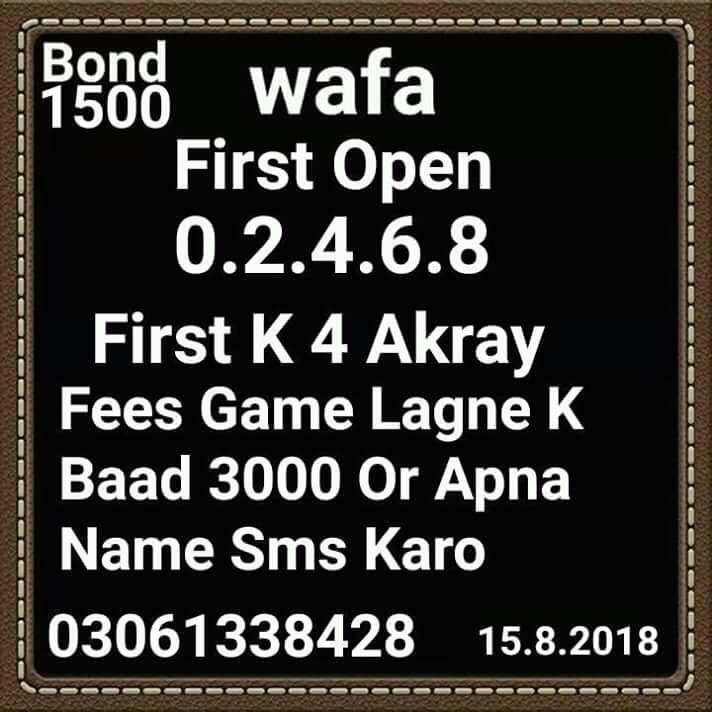 Bond
1500
wafa
First Open
0.2.4.6.8
First K 4 Akray
Fees Game Lagne K
Baad 3000 Or Apna
Name Sms Karo
03061338428
15.8.2018